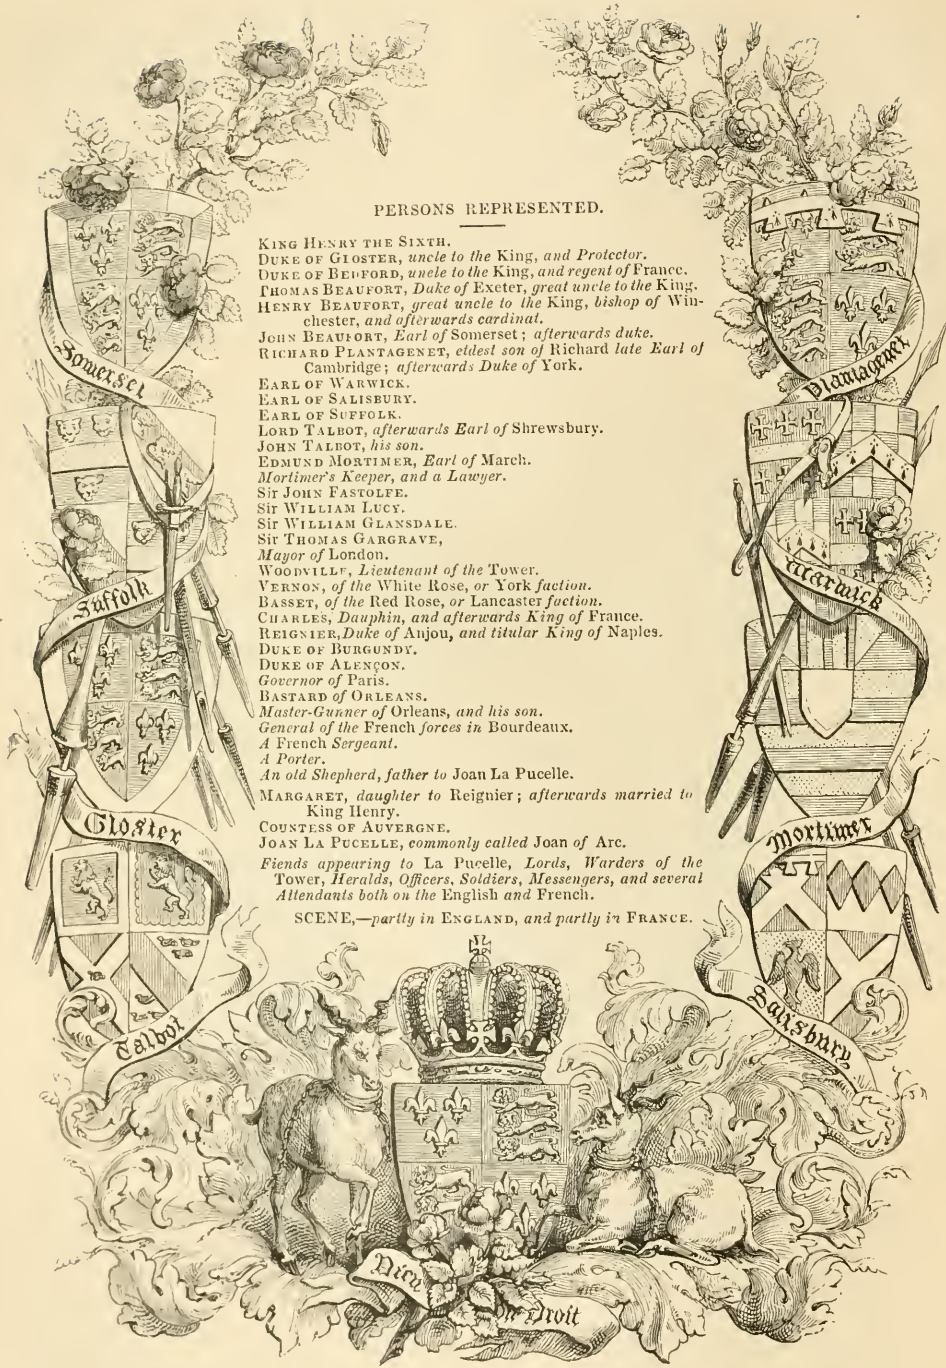 PERSONS REPRESENTED.
KING HENRY THE SIXTH.
DUKE OF GLOSTER, uncle to the King, and Protector.
DUKE OF BEDFORD, uncle to the King, and regent of France.
THOMAS BEAUFORT, Duke of Exeter, great uncle to the King.
HENRY BEAUFORT, great uncle to the King, bishop of Win-
chester, and afterwards cardinal.
JOHN BEAUFORT, Earl of Somerset; afterwards duke.
RICHARD PLANTAGENET, eldest son of Richard late Earl of
Cambridge; afterwards Duke of York.
EARL OF WARWICK.
EARL OF SALISBURY.
EARL OF SUFFOLK.
LORD TALBOT, afterwards Earl of Shrewsbury.
JOHN TALBOT, his son.
EDMUND MORTIMER, Earl of March.
Mortimer's Keeper, and a Lawyer.
Sir JOHN FASTOLFE.
Sir WILLIAM LUCY.
Sir WILLIAM GLANSDALE.
Sir THOMAS GARGRAVE,
Mayor of London.
WOODVILLE, Lieutenant of the Tower.
VERNON, of the White Rose, or York faction.
BASSET, of the Red Rose, or Lancaster faction.
CHARLES, Dauphin, and afterwards King of France.
REIGNIER, Duke of Anjou, and titular King of Naples.
DUKE OF BURGUNDY.
DUKE OF ALENÇON.
Governor of Paris.
BASTARD of ORLEANS.
Master-Gunner of Orleans, and his son.
General of the French forces in Bourdeaux.
A French Sergeant.
A Porter.
An old Shepherd, father to Joan La Pucelle.
MARGARET, daughter to Reignier; afterwards married to
King Henry.
COUNTESS OF AUVERGNE.
JOAN LA PUCELLE, commonly called Joan of Arc.
Fiends appearing to La Pucelle, Lords, Warders of the
Tower, Heralds, Officers, Soldiers, Messengers, and several
Attendants both on the English and French.
SCENE,—partly in ENGLAND, and partly in FRANCE.
Somerset
Suffolk
Gloster
Talbot
Plantagenet
Warwick
Mortimer
Salisbury
Dieu
Droit